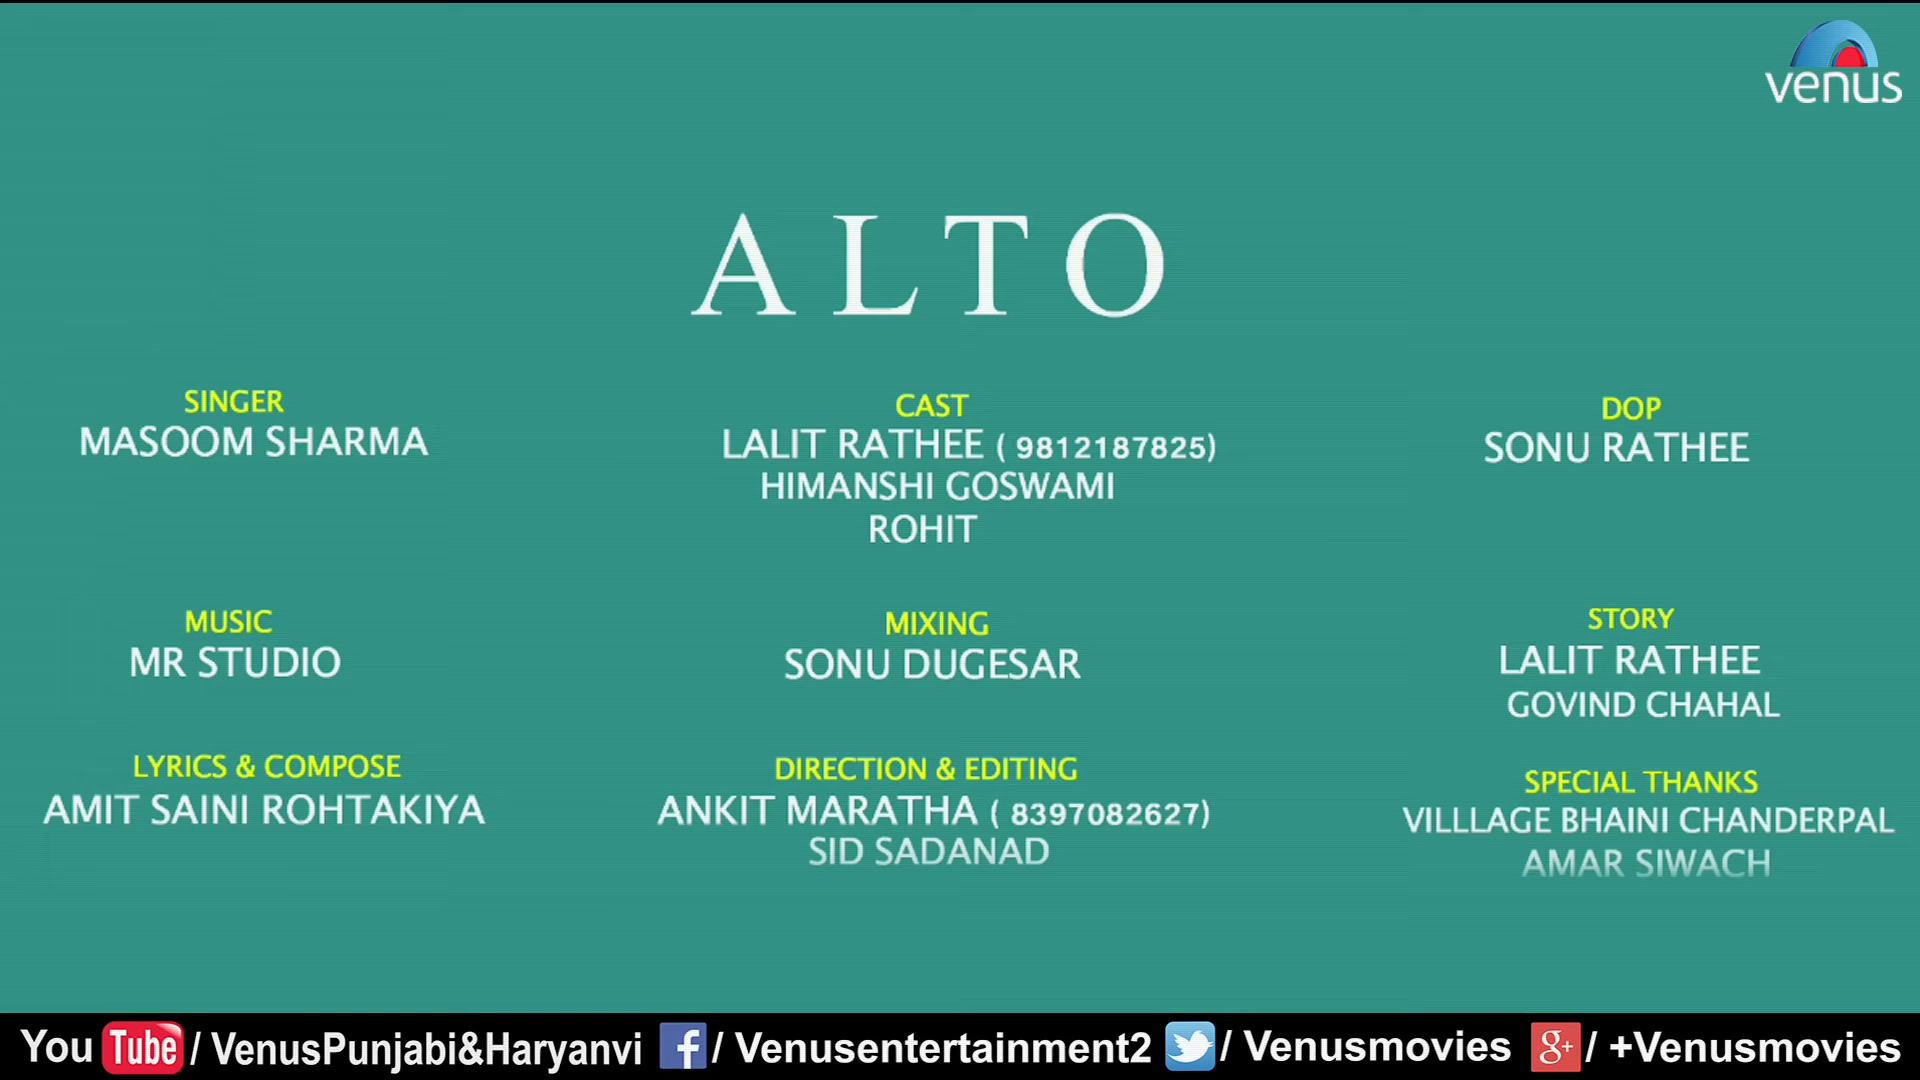 venus
ALTO
SINGER
MASOOM SHARMA
CAST
LALIT RATHEE ( 9812187825)
HIMANSHI GOSWAMI
ROHIT
DOP
SONU RATHEE
MUSIC
MR STUDIO
MIXING
SONU DUGESAR
STORY
LALIT RATHEE
GOVIND CHAHAL
LYRICS & COMPOSE
AMIT SAINI ROHTAKIYA
DIRECTION & EDITING
ANKIT MARATHA ( 8397082627)
SID SADANAD
SPECIAL THANKS
VILLLAGE BHAINI CHANDERPAL
AMAR SIWACH
You Tube / VenusPunjabi&Haryanvi f / Venusentertainment2 / Venusmovies g+ / +Venusmovies